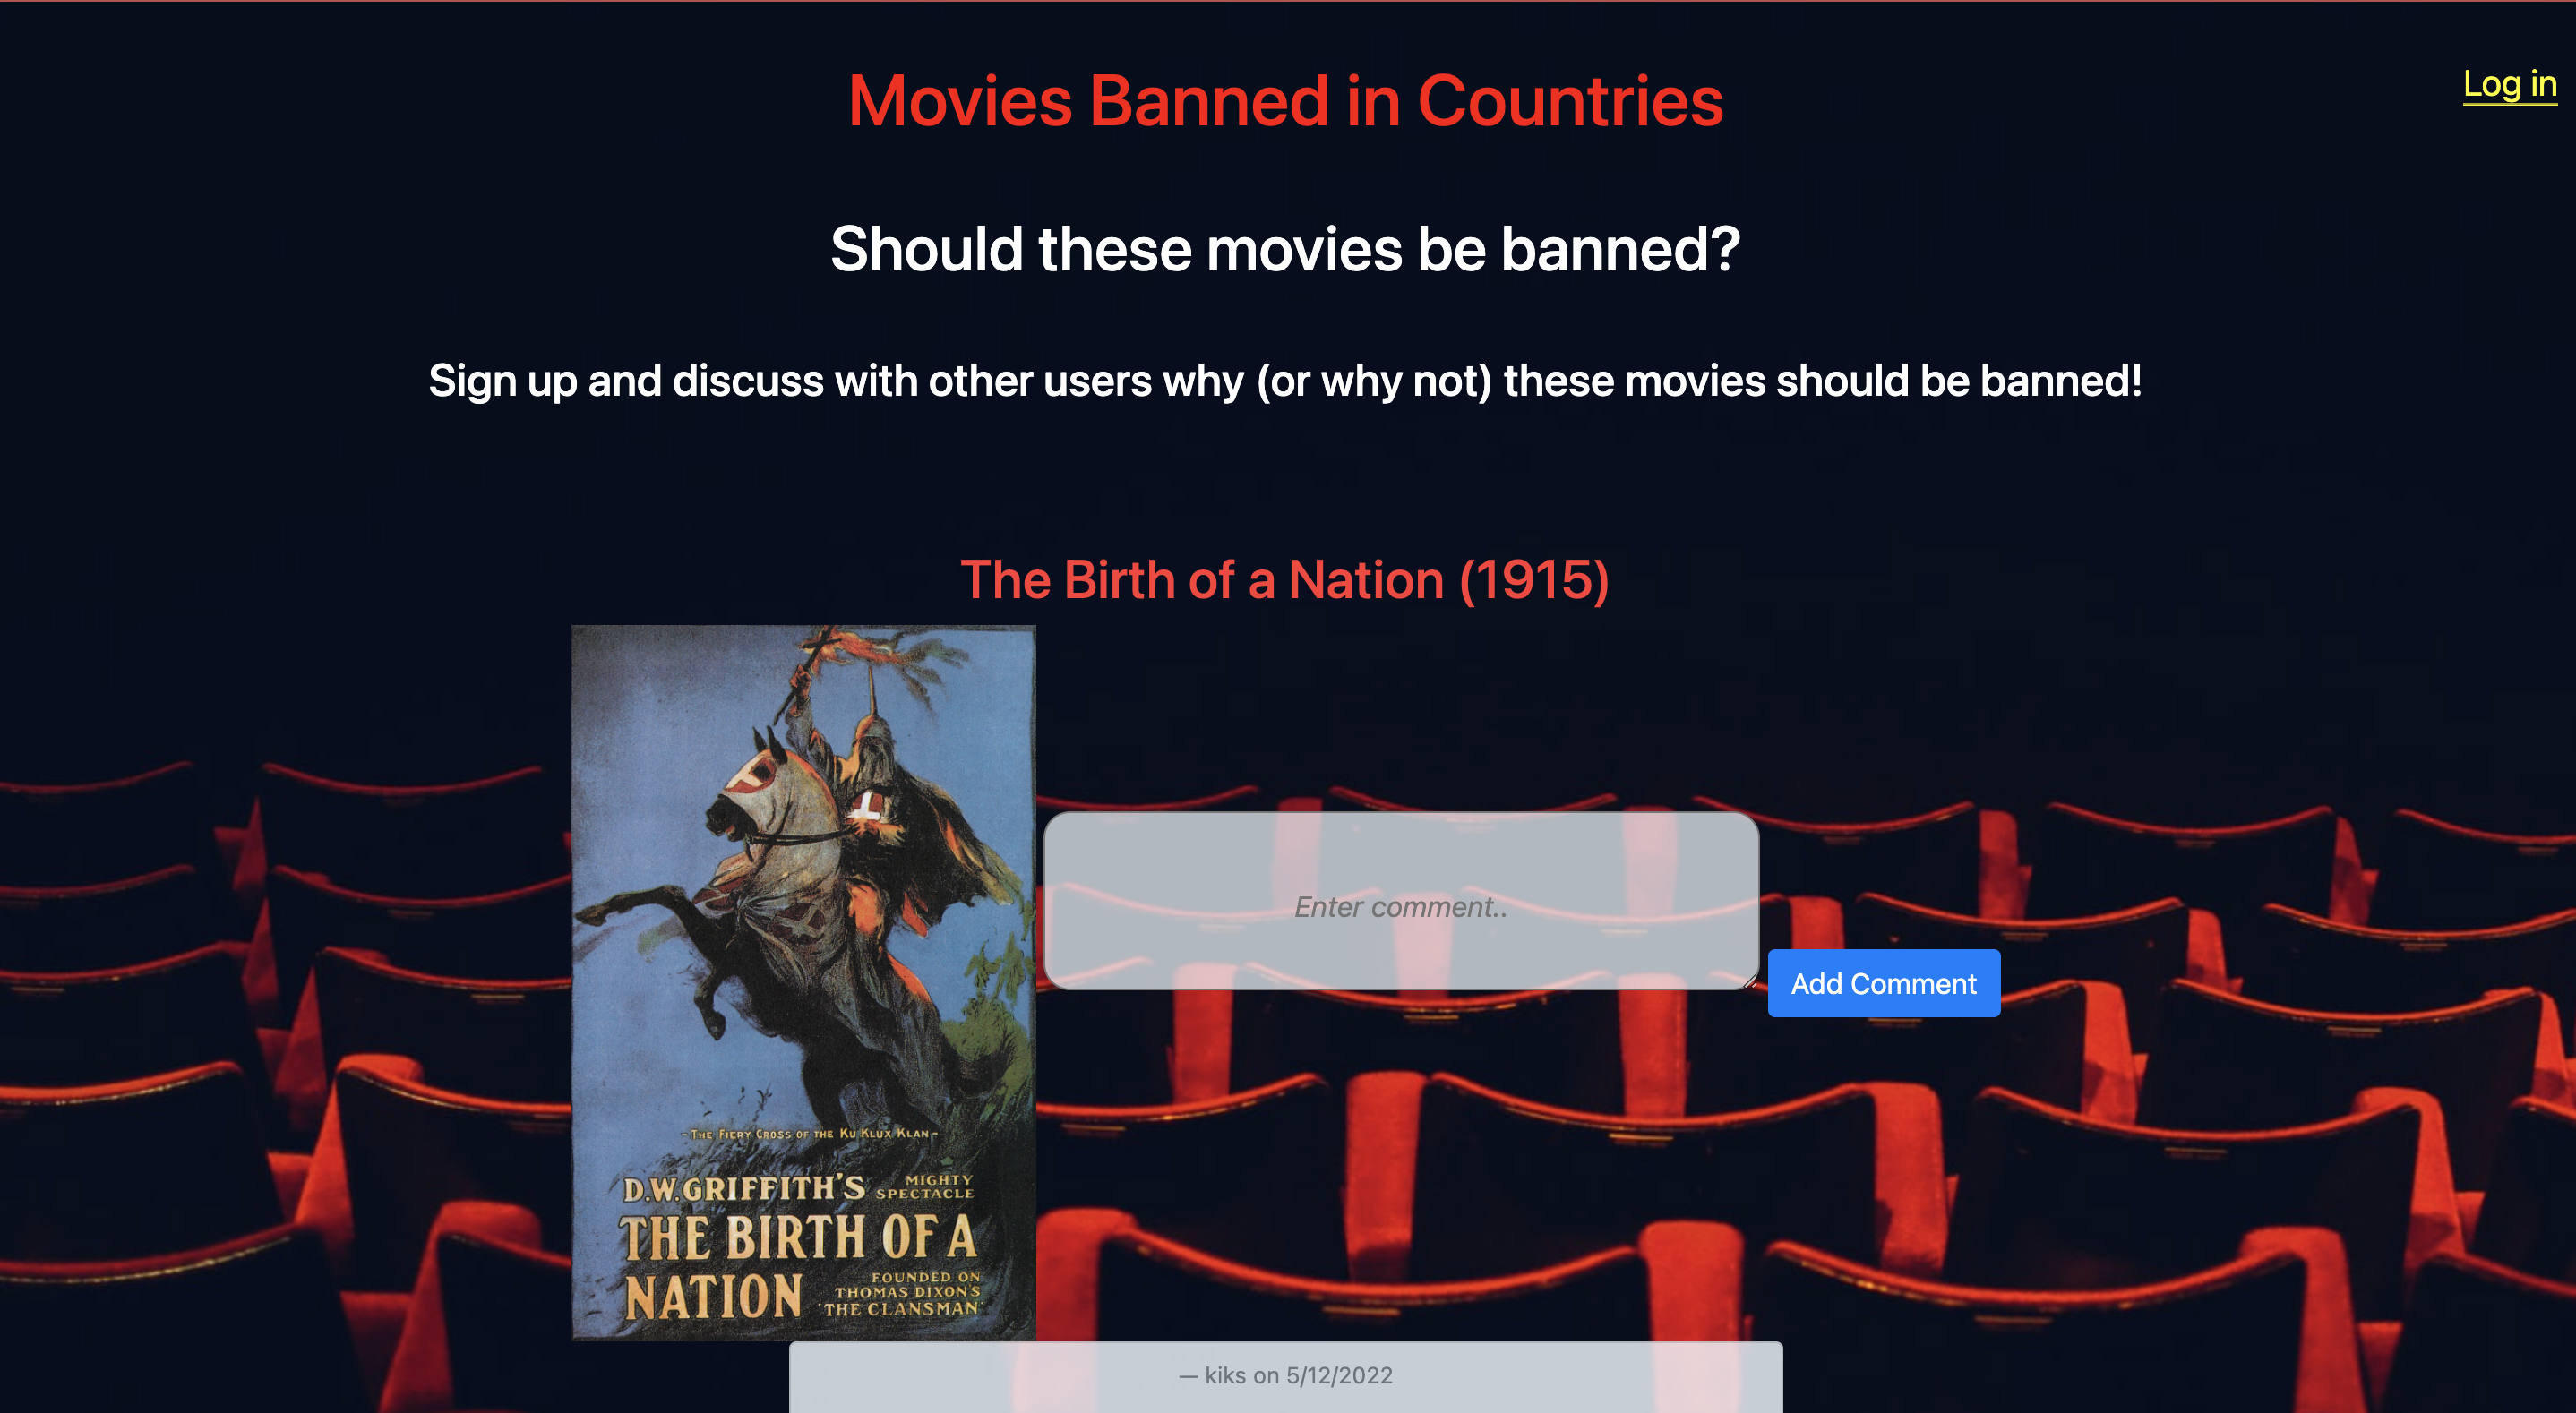 Log in
Movies Banned in Countries
Should these movies be banned?
Sign up and discuss with other users why (or why not) these movies should be banned!
The Birth of a Nation (1915)
Enter comment..
Add Comment
-THE FIERY CROSS OF THE KU KLUX KLAN-
D.W.GRIFFITH'S MIGHTY SPECTACLE
THE BIRTH OF A
NATION
FOUNDED ON
THOMAS DIXON'S
'THE CLANSMAN'
— kiks on 5/12/2022